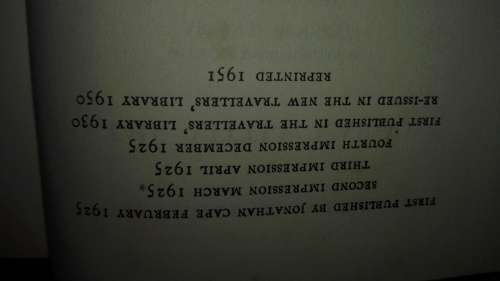 FIRST PUBLISHED BY JONATHAN CAPE FEBRUARY 1925
SECOND IMPRESSION MARCH 1925
THIRD IMPRESSION APRIL 1925
FOURTH IMPRESSION DECEMBER 1925
FIRST PUBLISHED IN THE TRAVELLERS' LIBRARY 1930
RE-ISSUED IN THE NEW TRAVELLERS' LIBRARY 1950
REPRINTED 1951